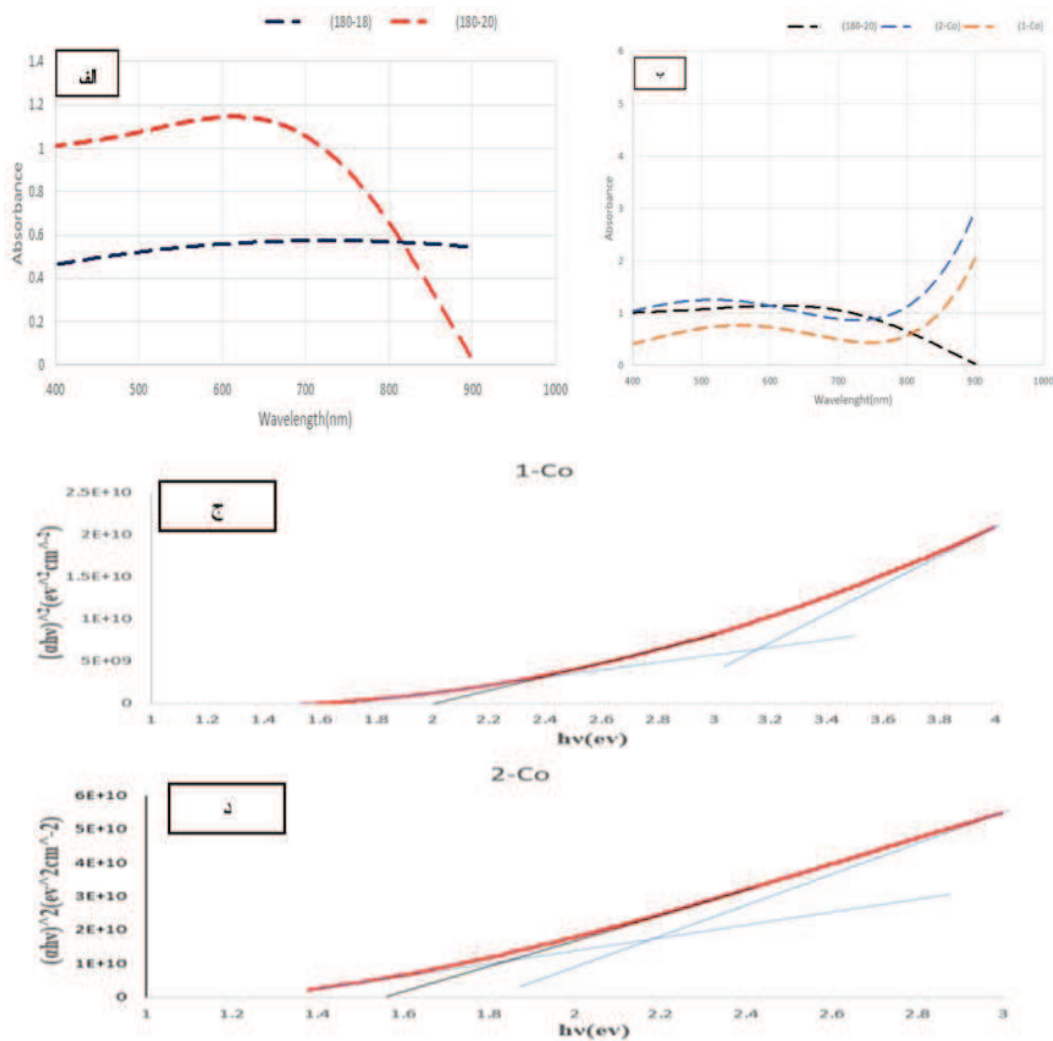 (180-18) (180-20)
الف
1.4
1.2
1
0.8
0.6
0.4
0.2
0
Absorbance
400 500 600 700 800 900 1000
Wavelength(nm)
(180-20) (2-Co) (1-Co)
ب
6
5
4
3
2
1
0
Absorbance
400 500 600 700 800 900 1000
Wavelenght(nm)
1-Co
ج
2.5E+10
2E+10
1.5E+10
1E+10
5E+09
0
(αhν)^2(ev^2cm^-2)
1 1.2 1.4 1.6 1.8 2 2.2 2.4 2.6 2.8 3 3.2 3.4 3.6 3.8 4
hν(ev)
2-Co
د
6E+10
5E+10
4E+10
3E+10
2E+10
1E+10
0
(αhν)^2(ev^2cm^-2)
1 1.2 1.4 1.6 1.8 2 2.2 2.4 2.6 2.8 3
hν(ev)